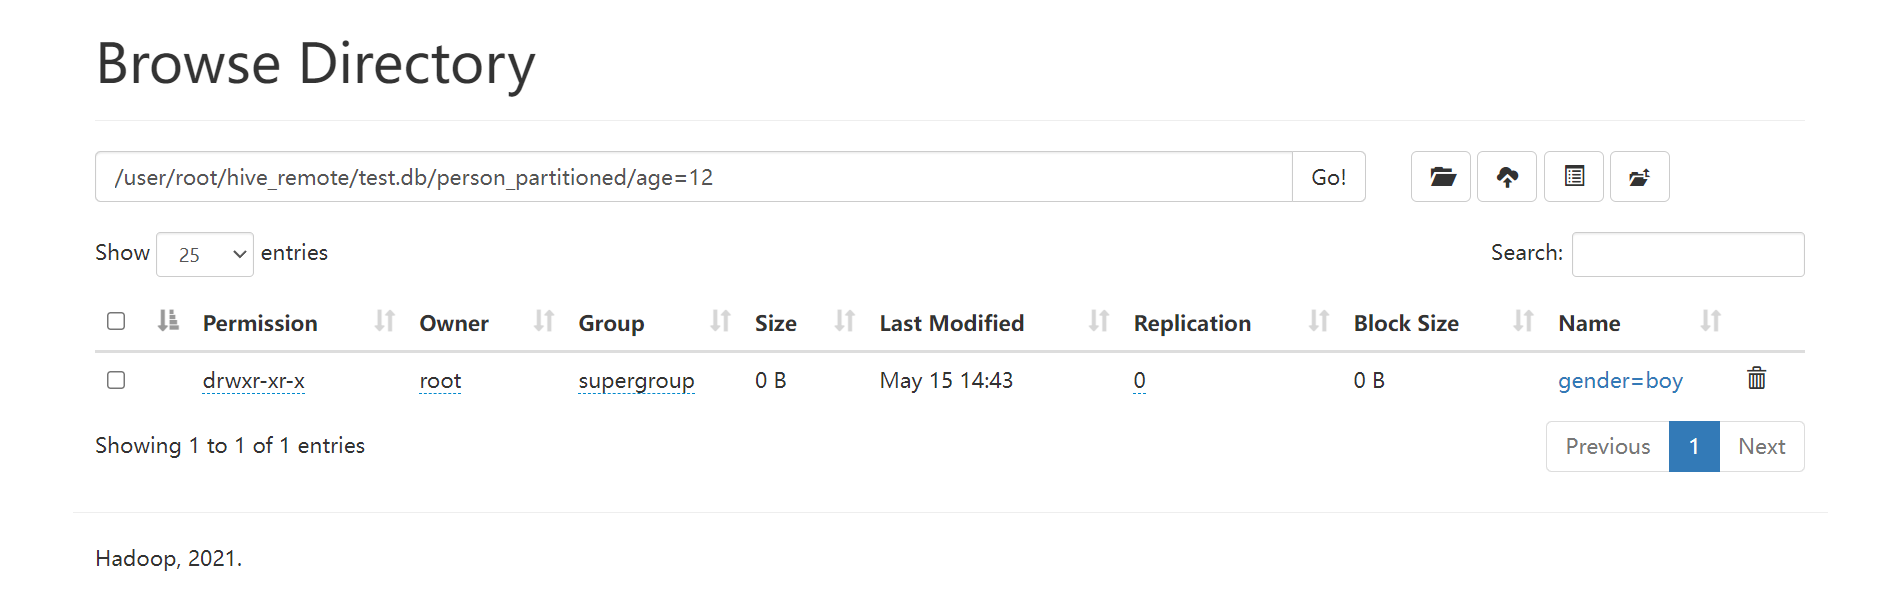 Browse Directory
/user/root/hive_remote/test.db/person_partitioned/age=12 Go!
Show 25 entries Search:
Permission Owner Group Size Last Modified Replication Block Size Name
drwxr-xr-x root supergroup 0 B May 15 14:43 0 0 B gender=boy
Showing 1 to 1 of 1 entries Previous 1 Next
Hadoop, 2021.